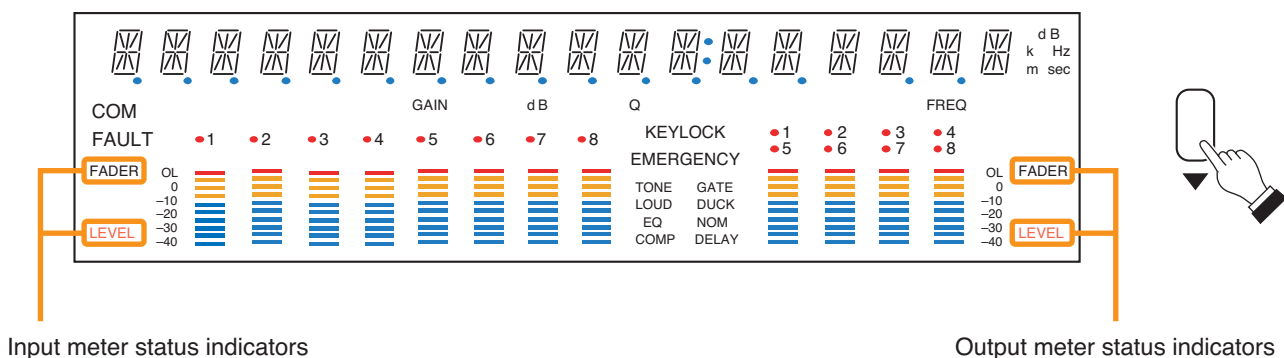 d B
k Hz
m sec
COM GAIN d B Q FREQ
FAULT 1 2 3 4 5 6 7 8 KEYLOCK 1 2 3 4
EMERGENCY 5 6 7 8
FADER OL OL FADER
0 TONE GATE 0
−10 LOUD DUCK −10
−20 −20
−30 EQ NOM −30
LEVEL −40 COMP DELAY −40 LEVEL
Input meter status indicators Output meter status indicators